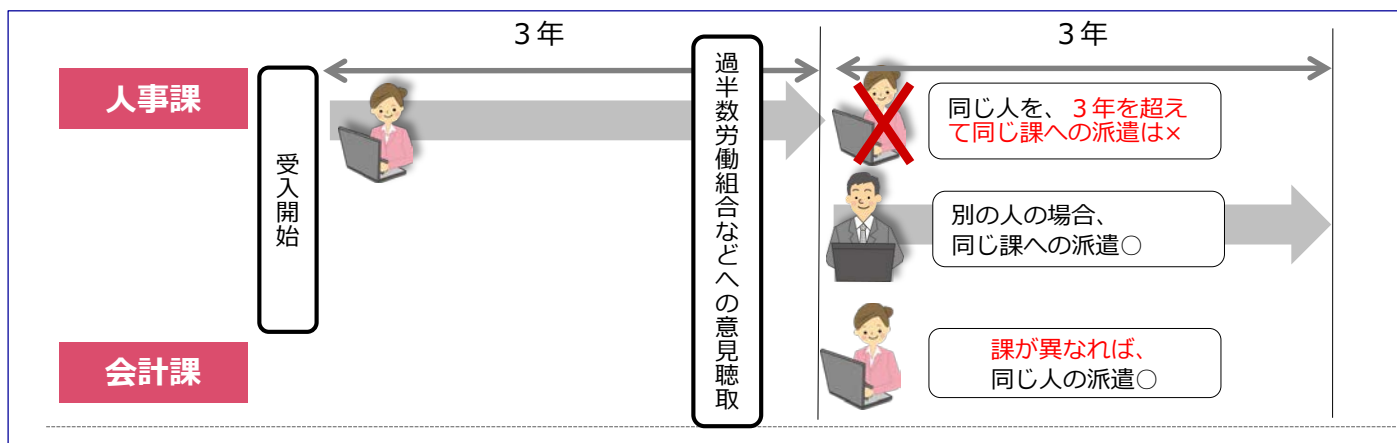 3年
3年
人事課
受入開始
過半数労働組合などへの意見聴取
同じ人を、３年を超え
て同じ課への派遣は×
別の人の場合、
同じ課への派遣○
会計課
課が異なれば、
同じ人の派遣○